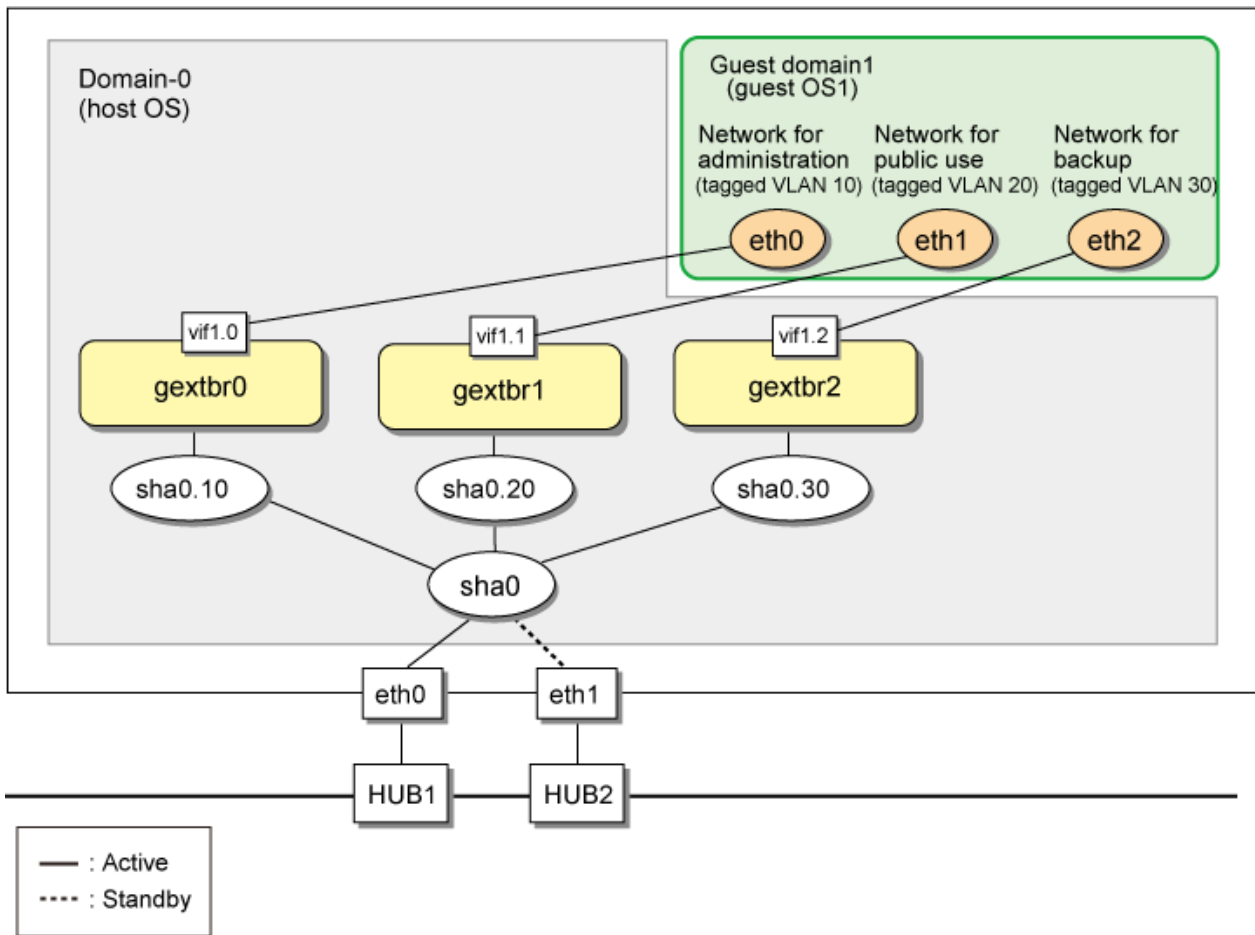 Domain-0
(host OS)
Guest domain1
(guest OS1)
Network for
administration
(tagged VLAN 10)
Network for
public use
(tagged VLAN 20)
Network for
backup
(tagged VLAN 30)
eth0
eth1
eth2
vif1.0
vif1.1
vif1.2
gextbr0
gextbr1
gextbr2
sha0.10
sha0.20
sha0.30
sha0
eth0
eth1
HUB1
HUB2
: Active
: Standby